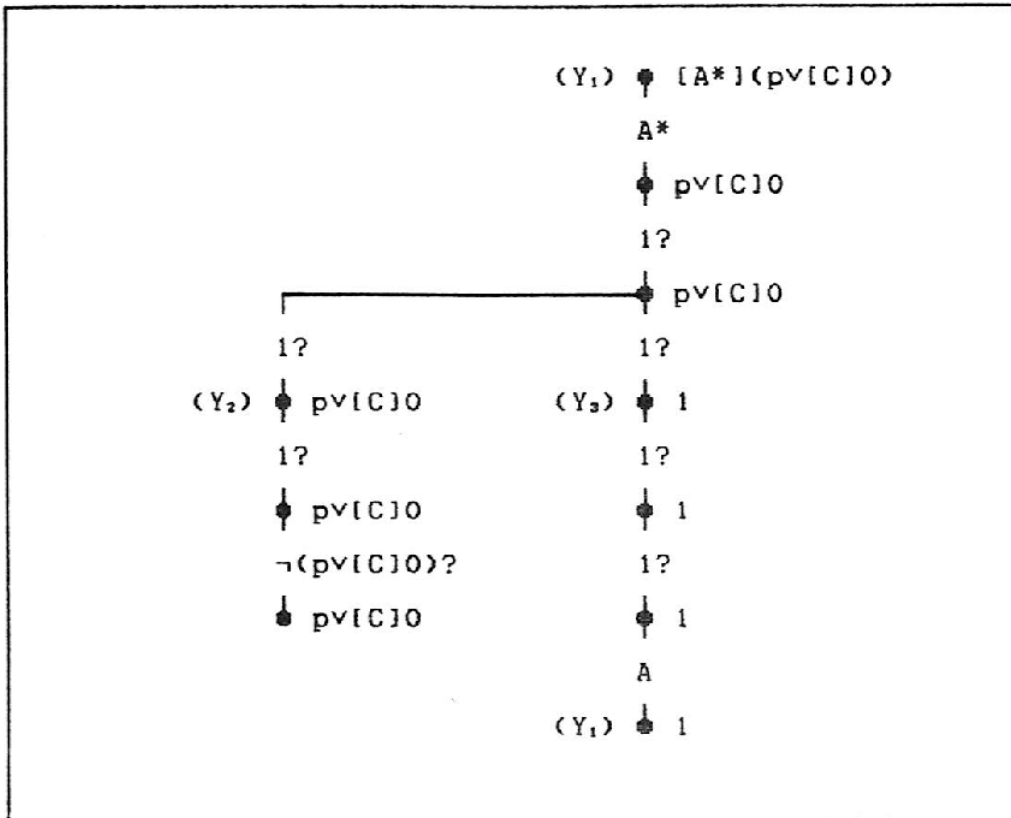 (Y₁) [A*](p∨[C]0)
A*
p∨[C]0
1?
p∨[C]0
1? 1?
(Y₂) p∨[C]0 (Y₃) 1
1? 1?
p∨[C]0 1
¬(p∨[C]0)? 1?
p∨[C]0 1
A
(Y₁) 1